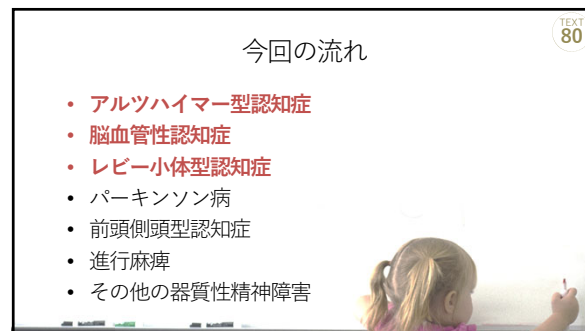 TEXT
80
今回の流れ
• アルツハイマー型認知症
• 脳血管性認知症
• レビー小体型認知症
• パーキンソン病
• 前頭側頭型認知症
• 進行麻痺
• その他の器質性精神障害